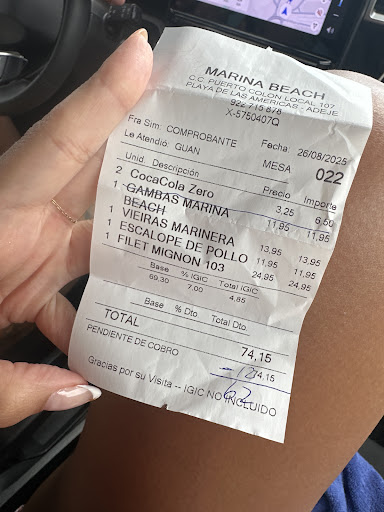 MARINA BEACH
C.C. PUERTO COLON LOCAL 107
PLAYA DE LAS AMERICAS - ADEJE
922 715 878
X-5750407Q
Fra Sim: COMPROBANTE Fecha: 26/08/2025
Le Atendió: GUAN MESA 022
Unid Descripción Precio Importe
2 CocaCola Zero 3,25 6,50
1 GAMBAS MARINA BEACH 11,95 11,95
1 VIEIRAS MARINERA 13,95 13,95
1 ESCALOPE DE POLLO 11,95 11,95
1 FILET MIGNON 103 24,95 24,95
Base % IGIC Total IGIC
69,30 7,00 4,85
Base % Dto. Total Dto.
TOTAL 74,15
PENDIENTE DE COBRO 74,15
-12
62
Gracias por su Visita -- IGIC NO INCLUIDO